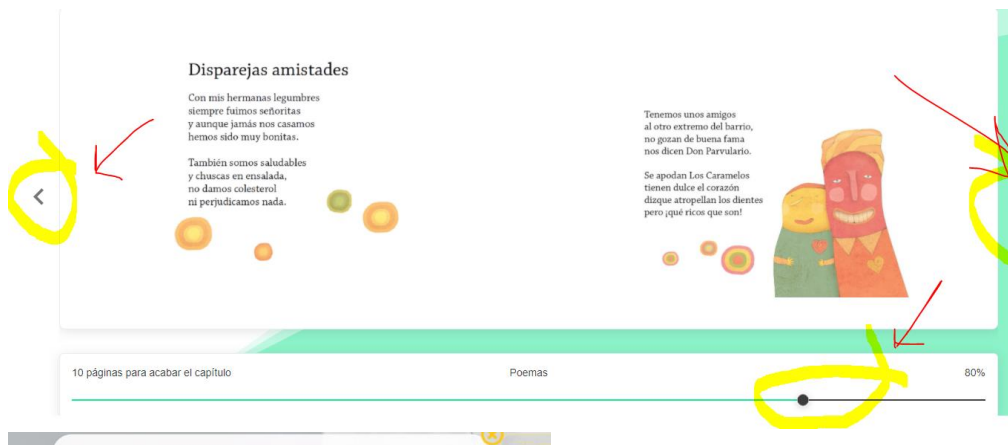 Disparejas amistades
Con mis hermanas legumbres
siempre fuimos señoritas
y aunque jamás nos casamos
hemos sido muy bonitas.
También somos saludables
y chuscas en ensalada,
no damos colesterol
ni perjudicamos nada.
Tenemos unos amigos
al otro extremo del barrio,
no gozan de buena fama
nos dicen Don Parvulario.
Se apodan Los Caramelos
tienen dulce el corazón
dizque atropellan los dientes
pero ¡qué ricos que son!
10 páginas para acabar el capítulo
Poemas
80%